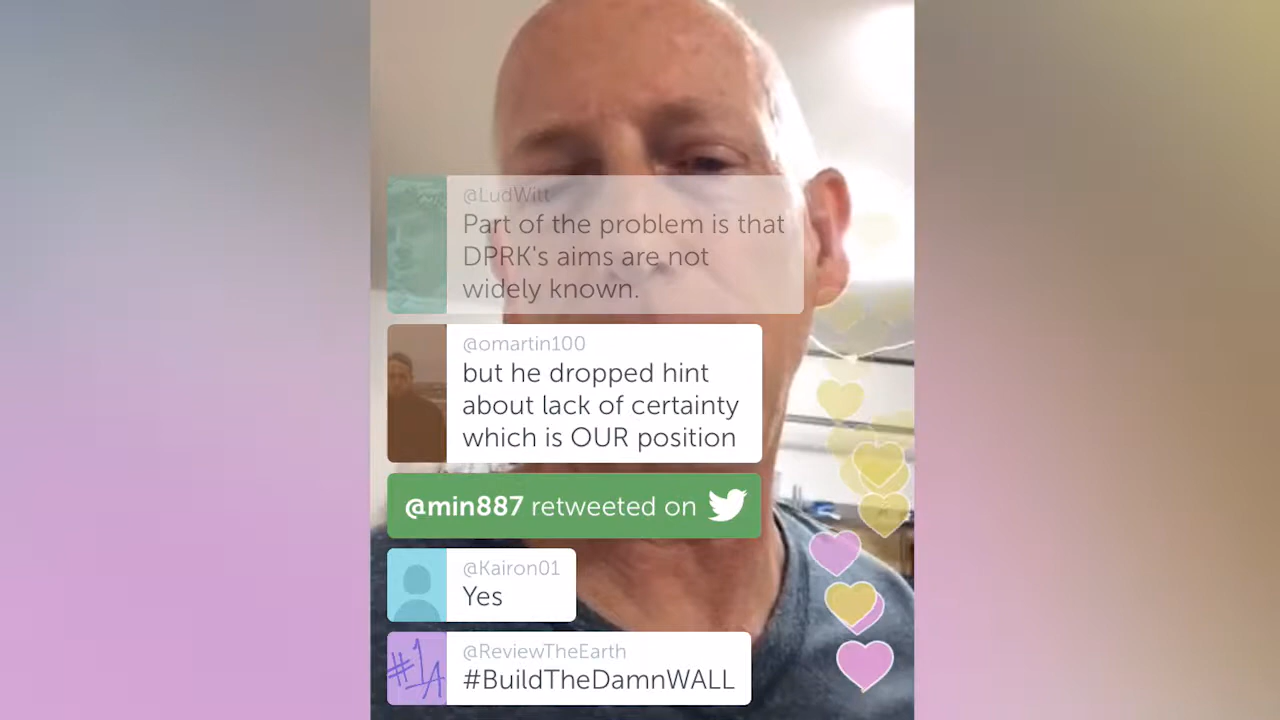 @LudWitt
Part of the problem is that
DPRK's aims are not
widely known.
@omartin100
but he dropped hint
about lack of certainty
which is OUR position
@min887 retweeted on
@Kairon01
Yes
#1A
@ReviewTheEarth
#BuildTheDamnWALL